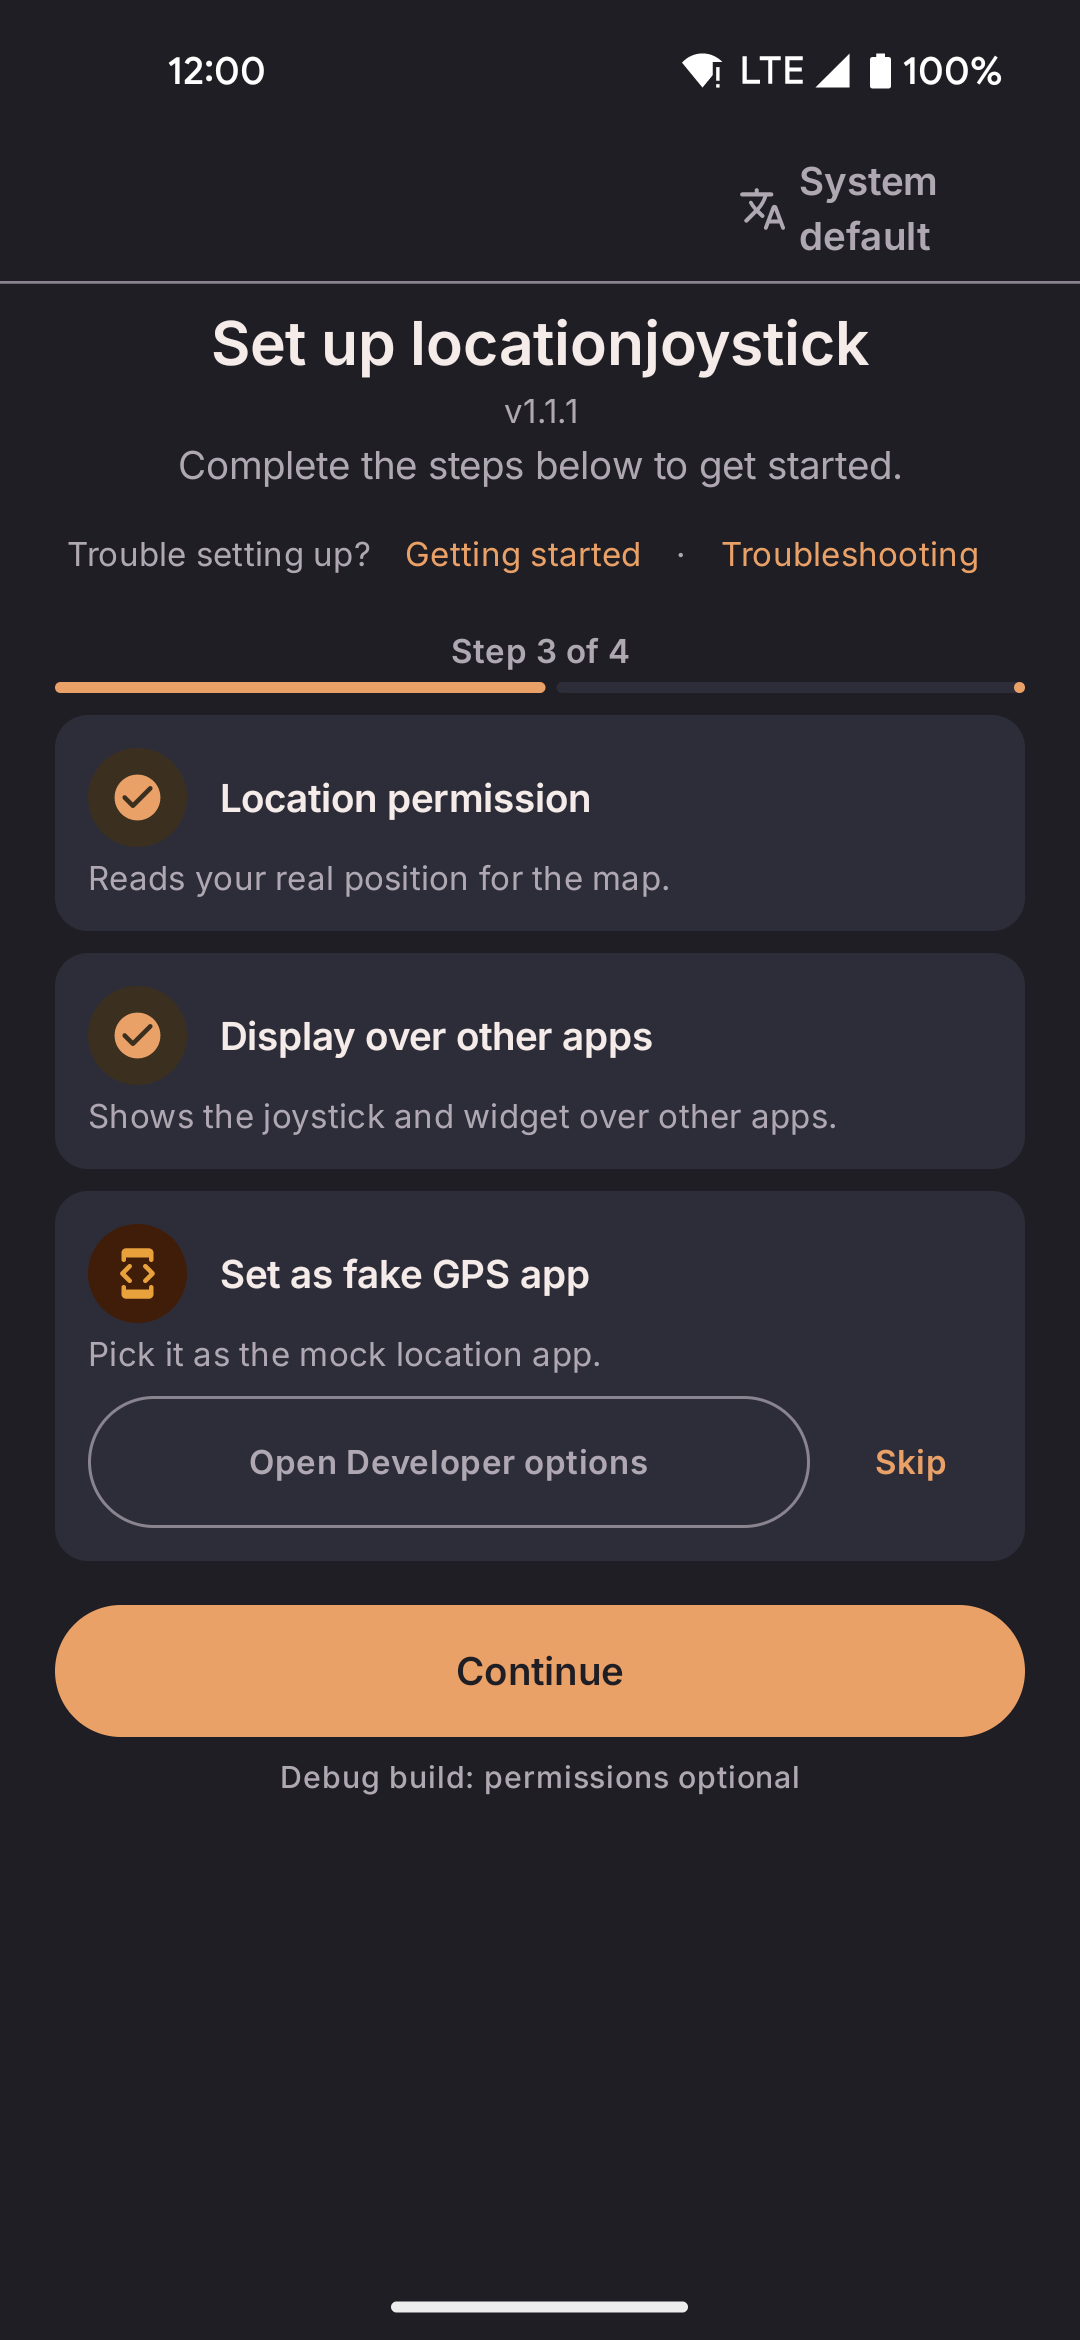 12:00
LTE 100%
System
default
Set up locationjoystick
v1.1.1
Complete the steps below to get started.
Trouble setting up? Getting started · Troubleshooting
Step 3 of 4
Location permission
Reads your real position for the map.
Display over other apps
Shows the joystick and widget over other apps.
Set as fake GPS app
Pick it as the mock location app.
Open Developer options Skip
Continue
Debug build: permissions optional